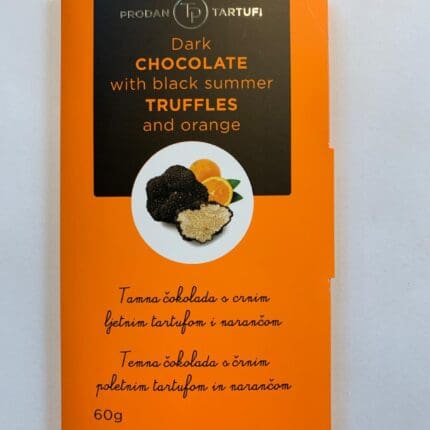 PRODAN TP TARTUFI
Dark
CHOCOLATE
with black summer
TRUFFLES
and orange
Tamna čokolada s crnim
ljetnim tartufom i narančom
Temna čokolada s črnim
poletnim tartufom in narančom
60g